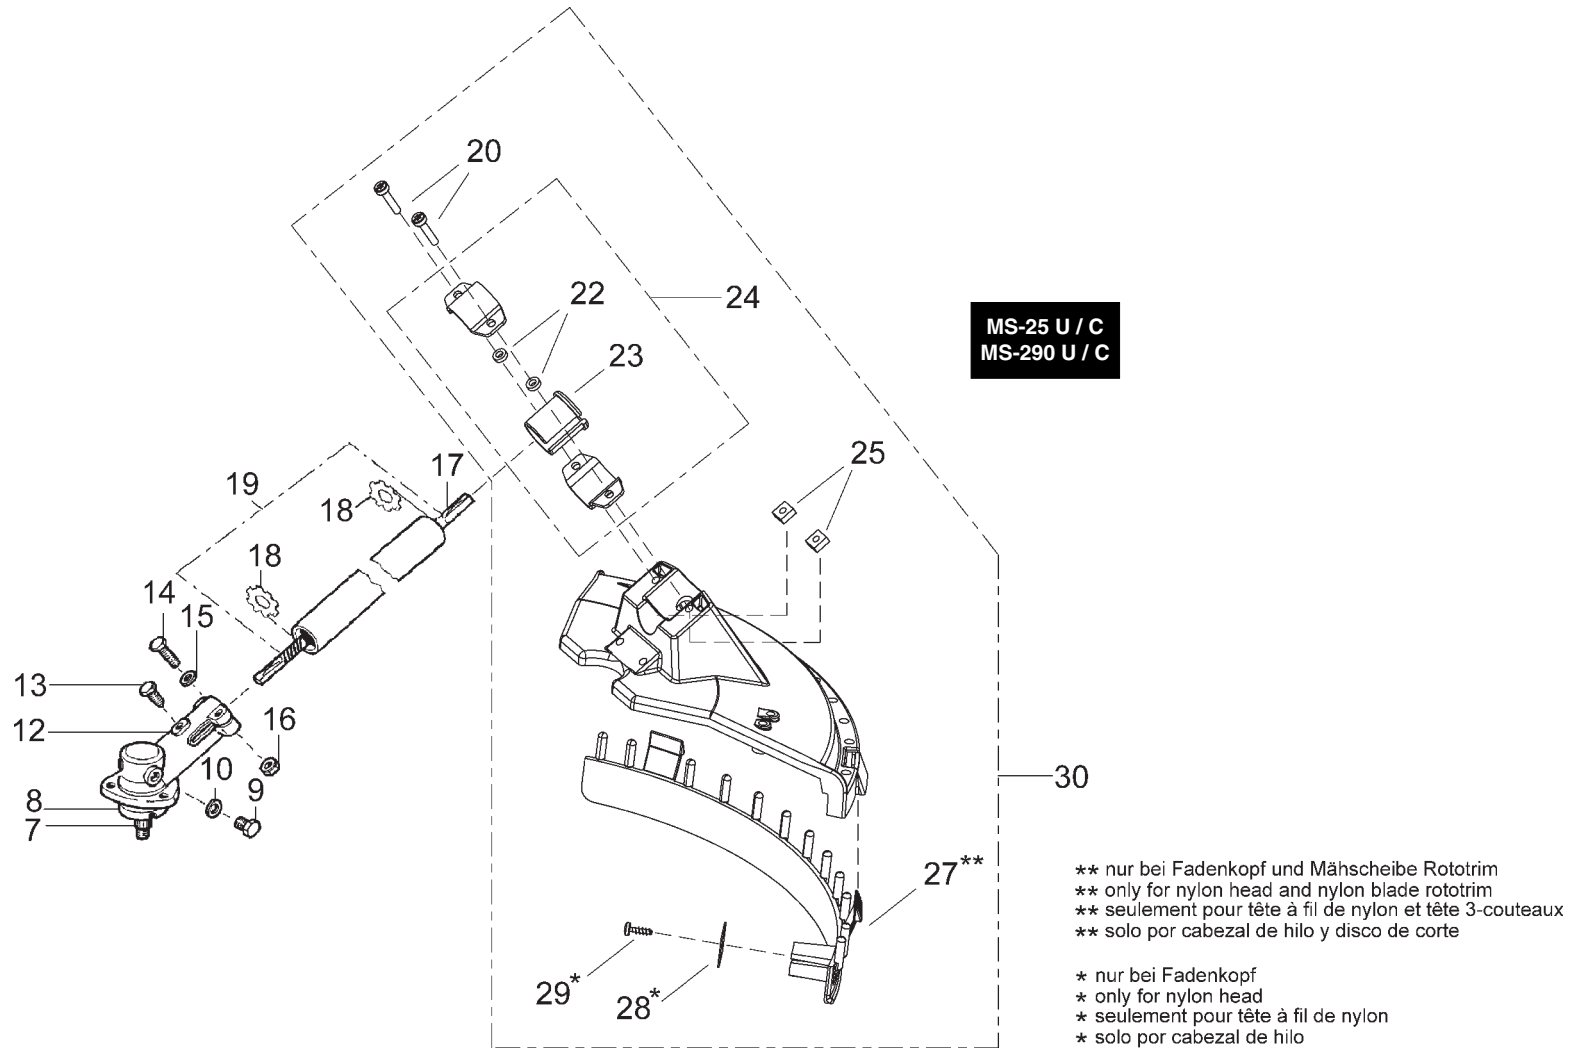 20
22
24
MS-25 U / C
MS-290 U / C
23
25
17
19
18
18
14
15
13
12
16
10
9
8
7
30
27**
29*
28*
** nur bei Fadenkopf und Mähscheibe Rototrim
** only for nylon head and nylon blade rototrim
** seulement pour tête à fil de nylon et tête 3-couteaux
** solo por cabezal de hilo y disco de corte
* nur bei Fadenkopf
* only for nylon head
* seulement pour tête à fil de nylon
* solo por cabezal de hilo